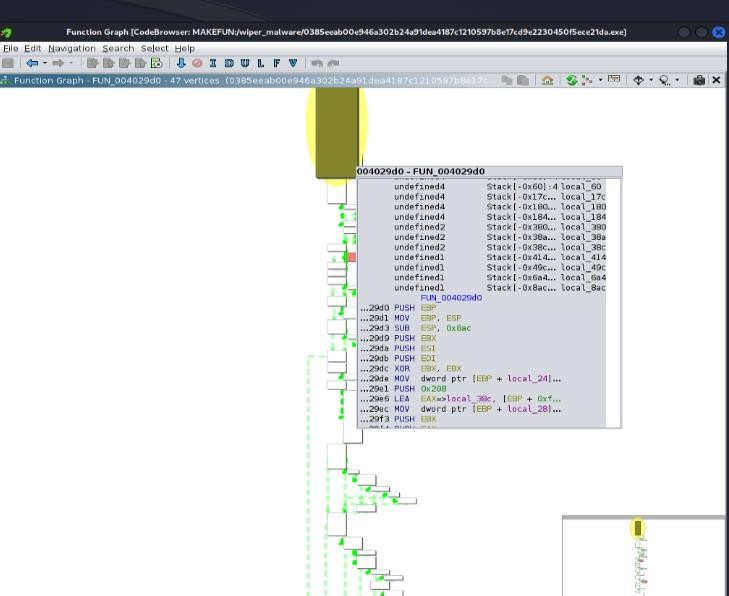 Function Graph [CodeBrowser: MAKEFUN:/wiper_malware/0385eeab00e946a302b24a91dea4187c1210597b8e17cd9e2230450f5ece21da.exe]
File Edit Navigation Search Select Help
I D U L F V
Function Graph - FUN_004029d0 - 47 vertices (0385eeab00e946a302b24a91dea4187c1210597b8e17c...
004029d0 - FUN_004029d0
undefined4 Stack[-0x60]:4 local_60
undefined4 Stack[-0x17c... local_17c
undefined4 Stack[-0x180... local_180
undefined4 Stack[-0x184... local_184
undefined2 Stack[-0x380... local_380
undefined2 Stack[-0x38a... local_38a
undefined2 Stack[-0x38c... local_38c
undefined1 Stack[-0x414... local_414
undefined1 Stack[-0x49c... local_49c
undefined1 Stack[-0x6a4... local_6a4
undefined1 Stack[-0x8ac... local_8ac
FUN_004029d0
...29d0 PUSH EBP
...29d1 MOV EBP, ESP
...29d3 SUB ESP, 0x8ac
...29d9 PUSH EBX
...29da PUSH ESI
...29db PUSH EDI
...29dc XOR EBX, EBX
...29de MOV dword ptr [EBP + local_24]...
...29e1 PUSH 0x208
...29e6 LEA EAX=>local_38c, [EBP + 0xf...
...29ec MOV dword ptr [EBP + local_28]...
...29f3 PUSH EBX